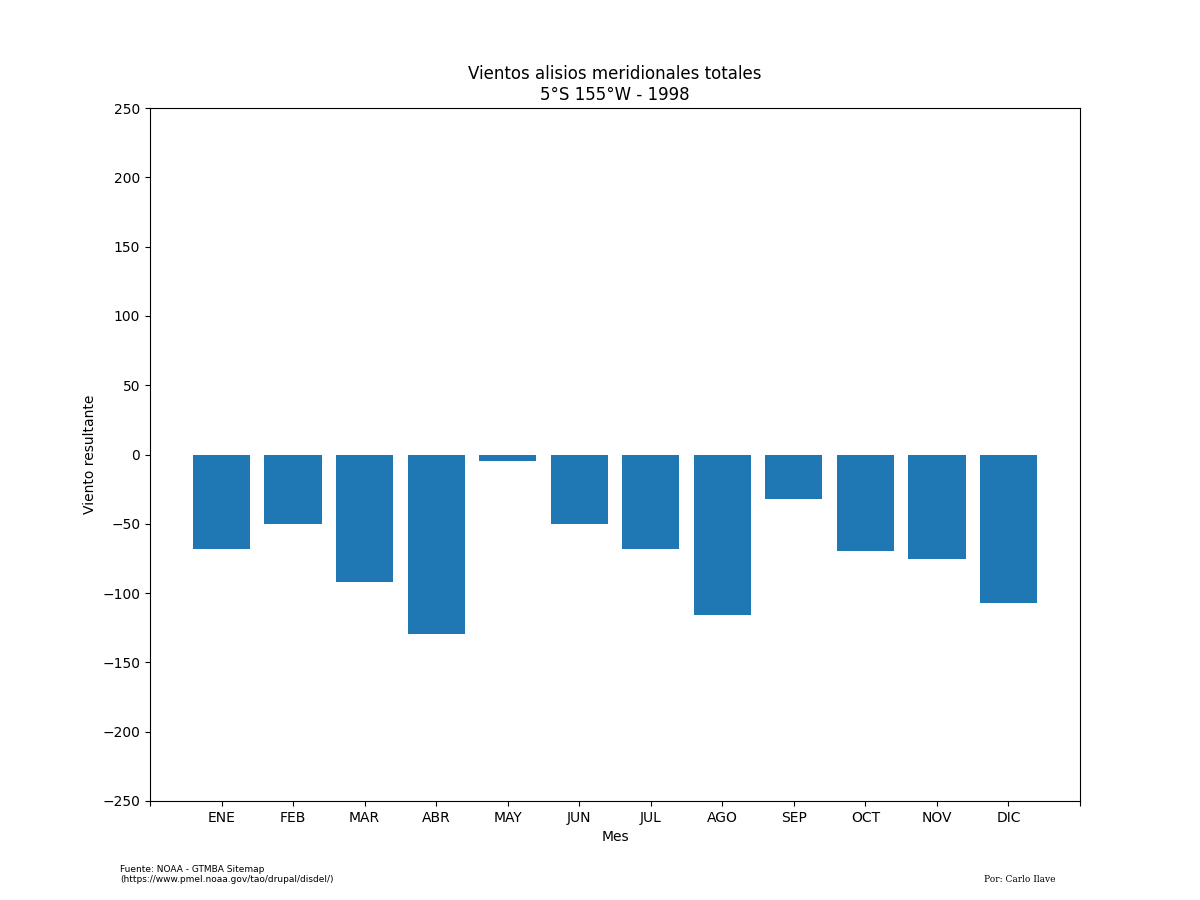 Vientos alisios meridionales totales
5°S 155°W - 1998
250
200
150
100
50
0
−50
−100
−150
−200
−250
Viento resultante
ENE FEB MAR ABR MAY JUN JUL AGO SEP OCT NOV DIC
Mes
Fuente: NOAA - GTMBA Sitemap
(https://www.pmel.noaa.gov/tao/drupal/disdel/)
Por: Carlo Ilave